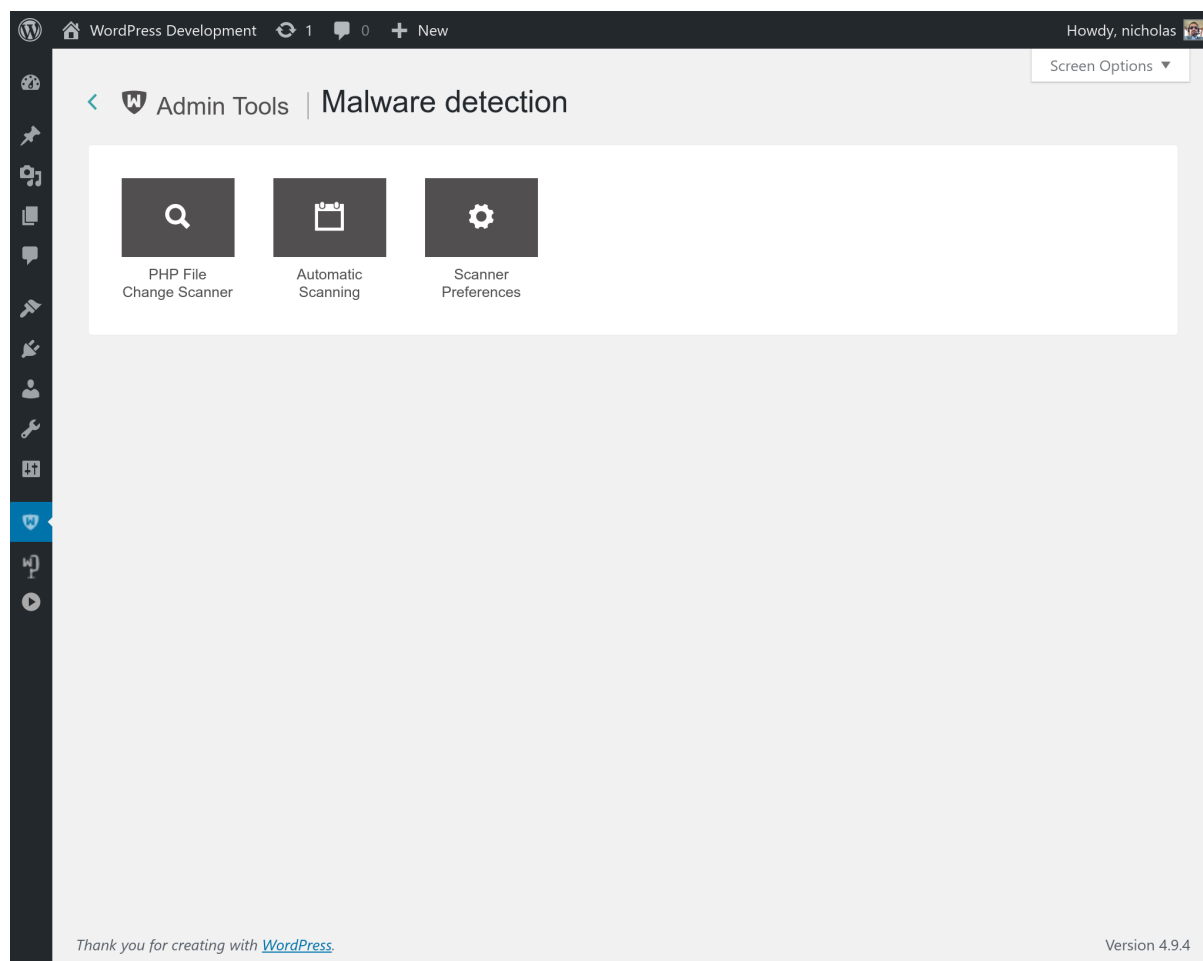 WordPress Development 1 0 New Howdy, nicholas
Screen Options ▼
Admin Tools | Malware detection
PHP File
Change Scanner
Automatic
Scanning
Scanner
Preferences
Thank you for creating with WordPress.
Version 4.9.4